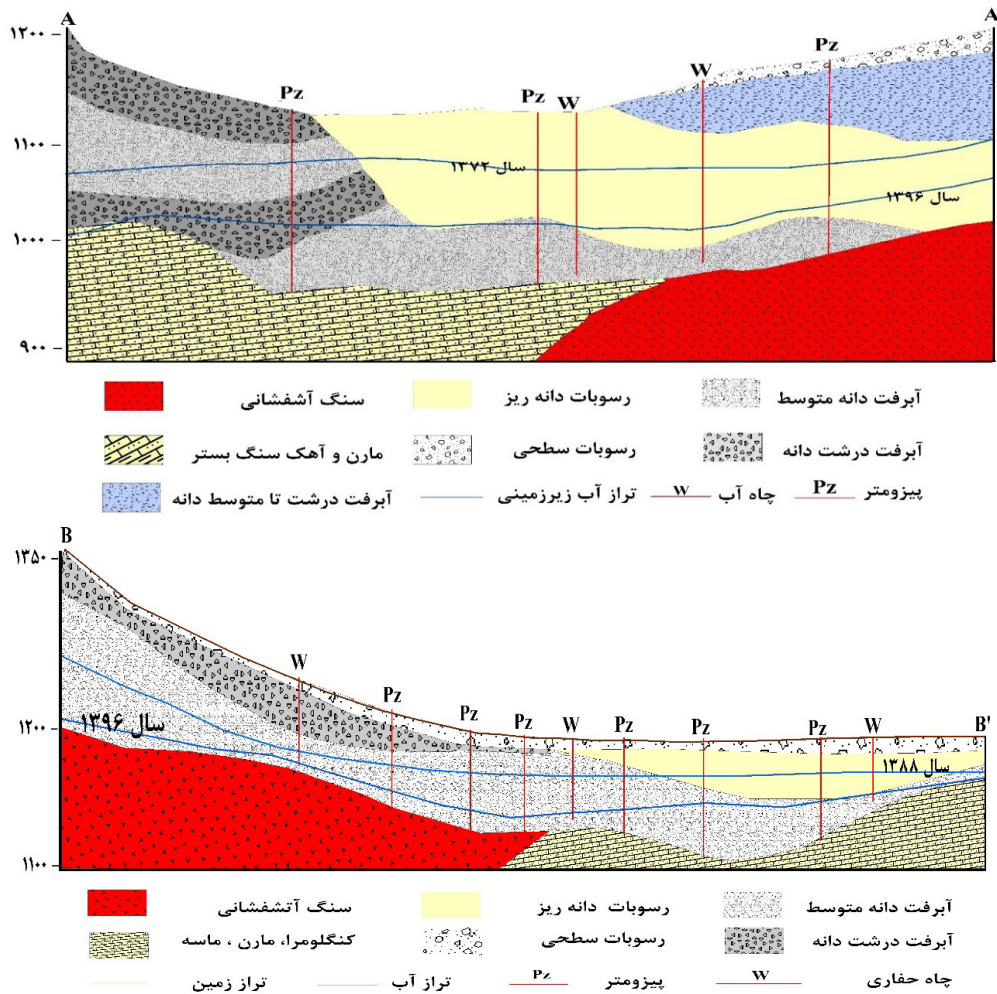 A A
۱۲۰۰
Pz
W
Pz
Pz
W
۱۱۰۰
سال ۱۳۷۲
سال ۱۳۹۶
۱۰۰۰
۹۰۰
آبرفت دانه متوسط
رسوبات دانه ریز
سنگ آشفشانی
آبرفت درشت دانه
رسوبات سطحی
مارن و آهک سنگ بستر
پیزومتر Pz
چاه آب W
تراز آب زیرزمینی
آبرفت درشت تا متوسط دانه
B
۱۳۵۰
W
Pz
Pz
Pz
W
Pz
Pz
Pz
W
B'
۱۲۰۰
سال ۱۳۹۶
سال ۱۳۸۸
۱۱۰۰
آبرفت دانه متوسط
رسوبات دانه ریز
سنگ آتشفشانی
آبرفت درشت دانه
رسوبات سطحی
کنگلومرا، مارن ، ماسه
چاه حفاری W
پیزومتر Pz
تراز آب
تراز زمین